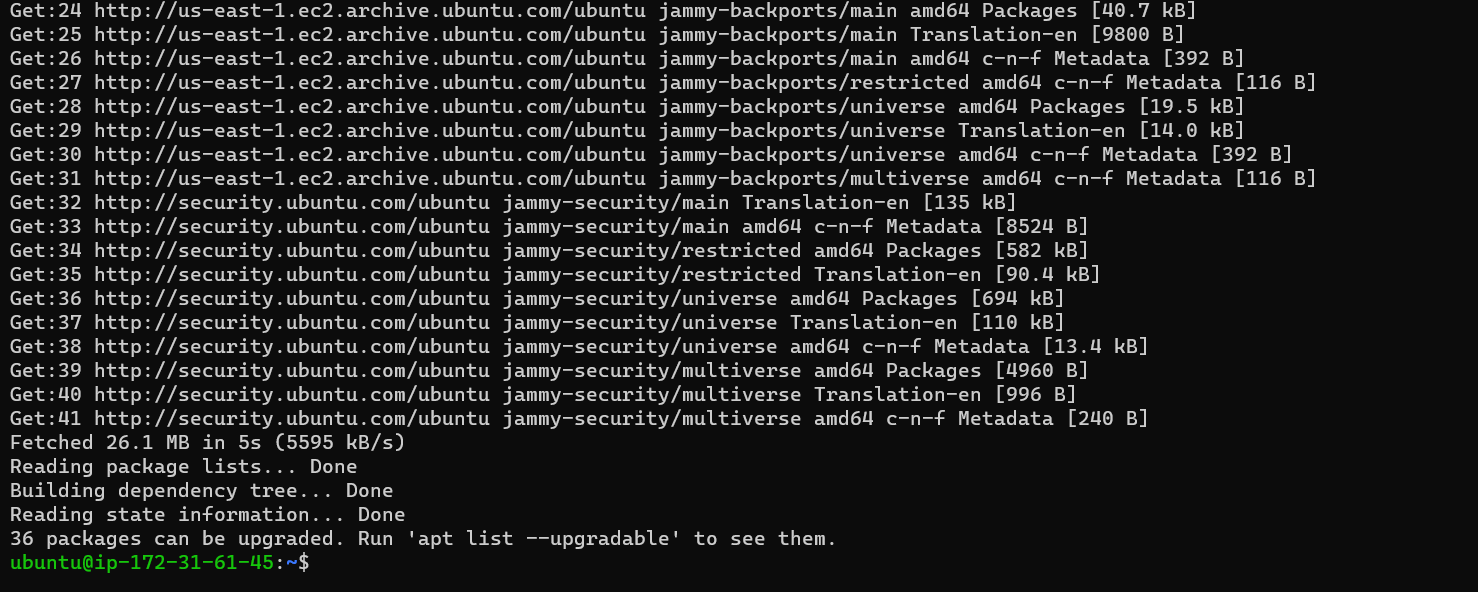 Get:24 http://us-east-1.ec2.archive.ubuntu.com/ubuntu jammy-backports/main amd64 Packages [40.7 kB]
Get:25 http://us-east-1.ec2.archive.ubuntu.com/ubuntu jammy-backports/main Translation-en [9800 B]
Get:26 http://us-east-1.ec2.archive.ubuntu.com/ubuntu jammy-backports/main amd64 c-n-f Metadata [392 B]
Get:27 http://us-east-1.ec2.archive.ubuntu.com/ubuntu jammy-backports/restricted amd64 c-n-f Metadata [116 B]
Get:28 http://us-east-1.ec2.archive.ubuntu.com/ubuntu jammy-backports/universe amd64 Packages [19.5 kB]
Get:29 http://us-east-1.ec2.archive.ubuntu.com/ubuntu jammy-backports/universe Translation-en [14.0 kB]
Get:30 http://us-east-1.ec2.archive.ubuntu.com/ubuntu jammy-backports/universe amd64 c-n-f Metadata [392 B]
Get:31 http://us-east-1.ec2.archive.ubuntu.com/ubuntu jammy-backports/multiverse amd64 c-n-f Metadata [116 B]
Get:32 http://security.ubuntu.com/ubuntu jammy-security/main Translation-en [135 kB]
Get:33 http://security.ubuntu.com/ubuntu jammy-security/main amd64 c-n-f Metadata [8524 B]
Get:34 http://security.ubuntu.com/ubuntu jammy-security/restricted amd64 Packages [582 kB]
Get:35 http://security.ubuntu.com/ubuntu jammy-security/restricted Translation-en [90.4 kB]
Get:36 http://security.ubuntu.com/ubuntu jammy-security/universe amd64 Packages [694 kB]
Get:37 http://security.ubuntu.com/ubuntu jammy-security/universe Translation-en [110 kB]
Get:38 http://security.ubuntu.com/ubuntu jammy-security/universe amd64 c-n-f Metadata [13.4 kB]
Get:39 http://security.ubuntu.com/ubuntu jammy-security/multiverse amd64 Packages [4960 B]
Get:40 http://security.ubuntu.com/ubuntu jammy-security/multiverse Translation-en [996 B]
Get:41 http://security.ubuntu.com/ubuntu jammy-security/multiverse amd64 c-n-f Metadata [240 B]
Fetched 26.1 MB in 5s (5595 kB/s)
Reading package lists... Done
Building dependency tree... Done
Reading state information... Done
36 packages can be upgraded. Run 'apt list --upgradable' to see them.
ubuntu@ip-172-31-61-45:~$